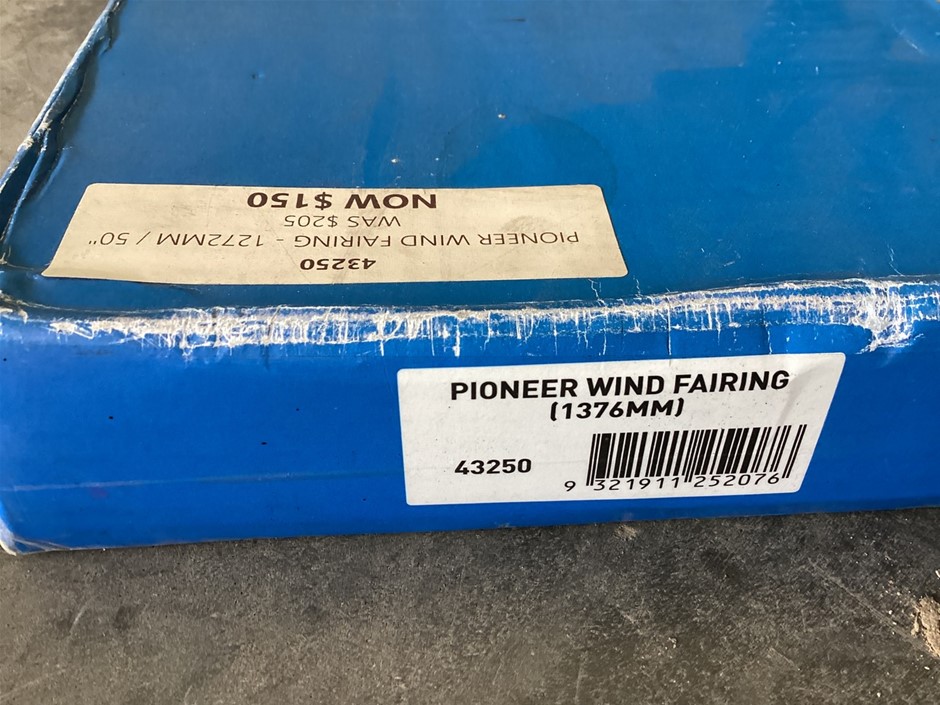 43250
PIONEER WIND FAIRING - 1272MM / 50"
WAS $205
NOW $150
PIONEER WIND FAIRING
(1376MM)
43250
9 321911 252076